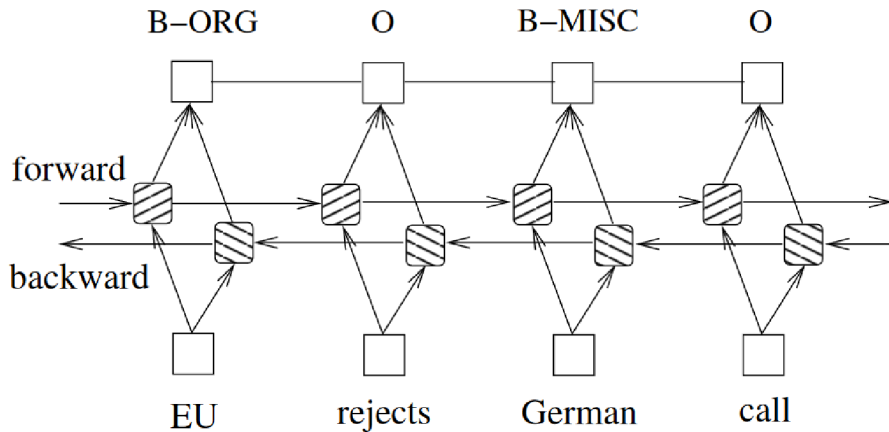 B−ORG O B−MISC O
forward
backward
EU rejects German call